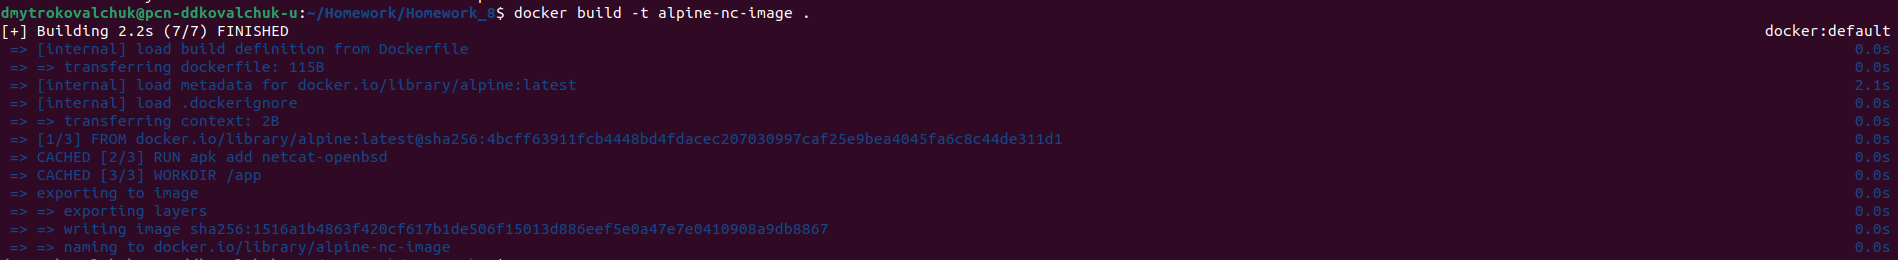 dmytrokovalchuk@pcn-ddkovalchuk-u:~/Homework/Homework_8$ docker build -t alpine-nc-image .
[+] Building 2.2s (7/7) FINISHED docker:default
=> [internal] load build definition from Dockerfile 0.0s
=> => transferring dockerfile: 115B 0.0s
=> [internal] load metadata for docker.io/library/alpine:latest 2.1s
=> [internal] load .dockerignore 0.0s
=> => transferring context: 2B 0.0s
=> [1/3] FROM docker.io/library/alpine:latest@sha256:4bcff63911fcb4448bd4fdacec207030997caf25e9bea4045fa6c8c44de311d1 0.0s
=> CACHED [2/3] RUN apk add netcat-openbsd 0.0s
=> CACHED [3/3] WORKDIR /app 0.0s
=> exporting to image 0.0s
=> => exporting layers 0.0s
=> => writing image sha256:1516a1b4863f420cf617b1de506f15013d886eef5e0a47e7e0410908a9db8867 0.0s
=> => naming to docker.io/library/alpine-nc-image 0.0s